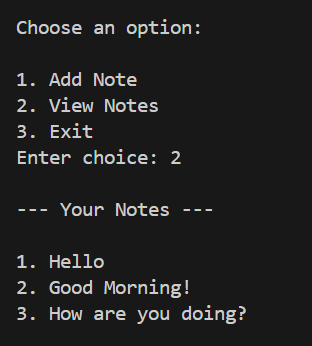 Choose an option:
1. Add Note
2. View Notes
3. Exit
Enter choice: 2
--- Your Notes ---
1. Hello
2. Good Morning!
3. How are you doing?